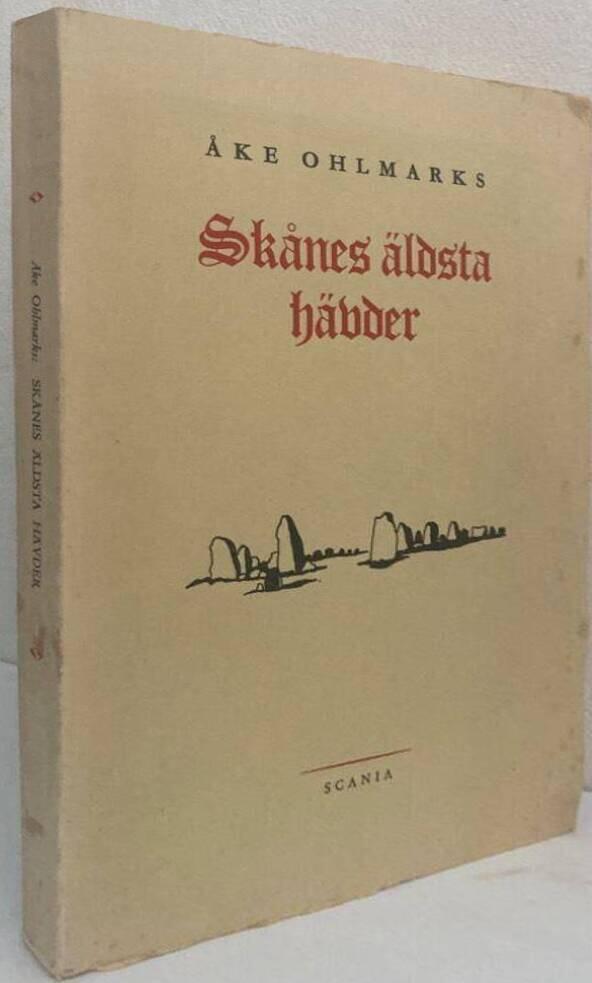 ÅKE OHLMARKS
Skånes äldsta
hävder
SCANIA
Åke Ohlmarks: SKÅNES ÄLDSTA HÄVDER